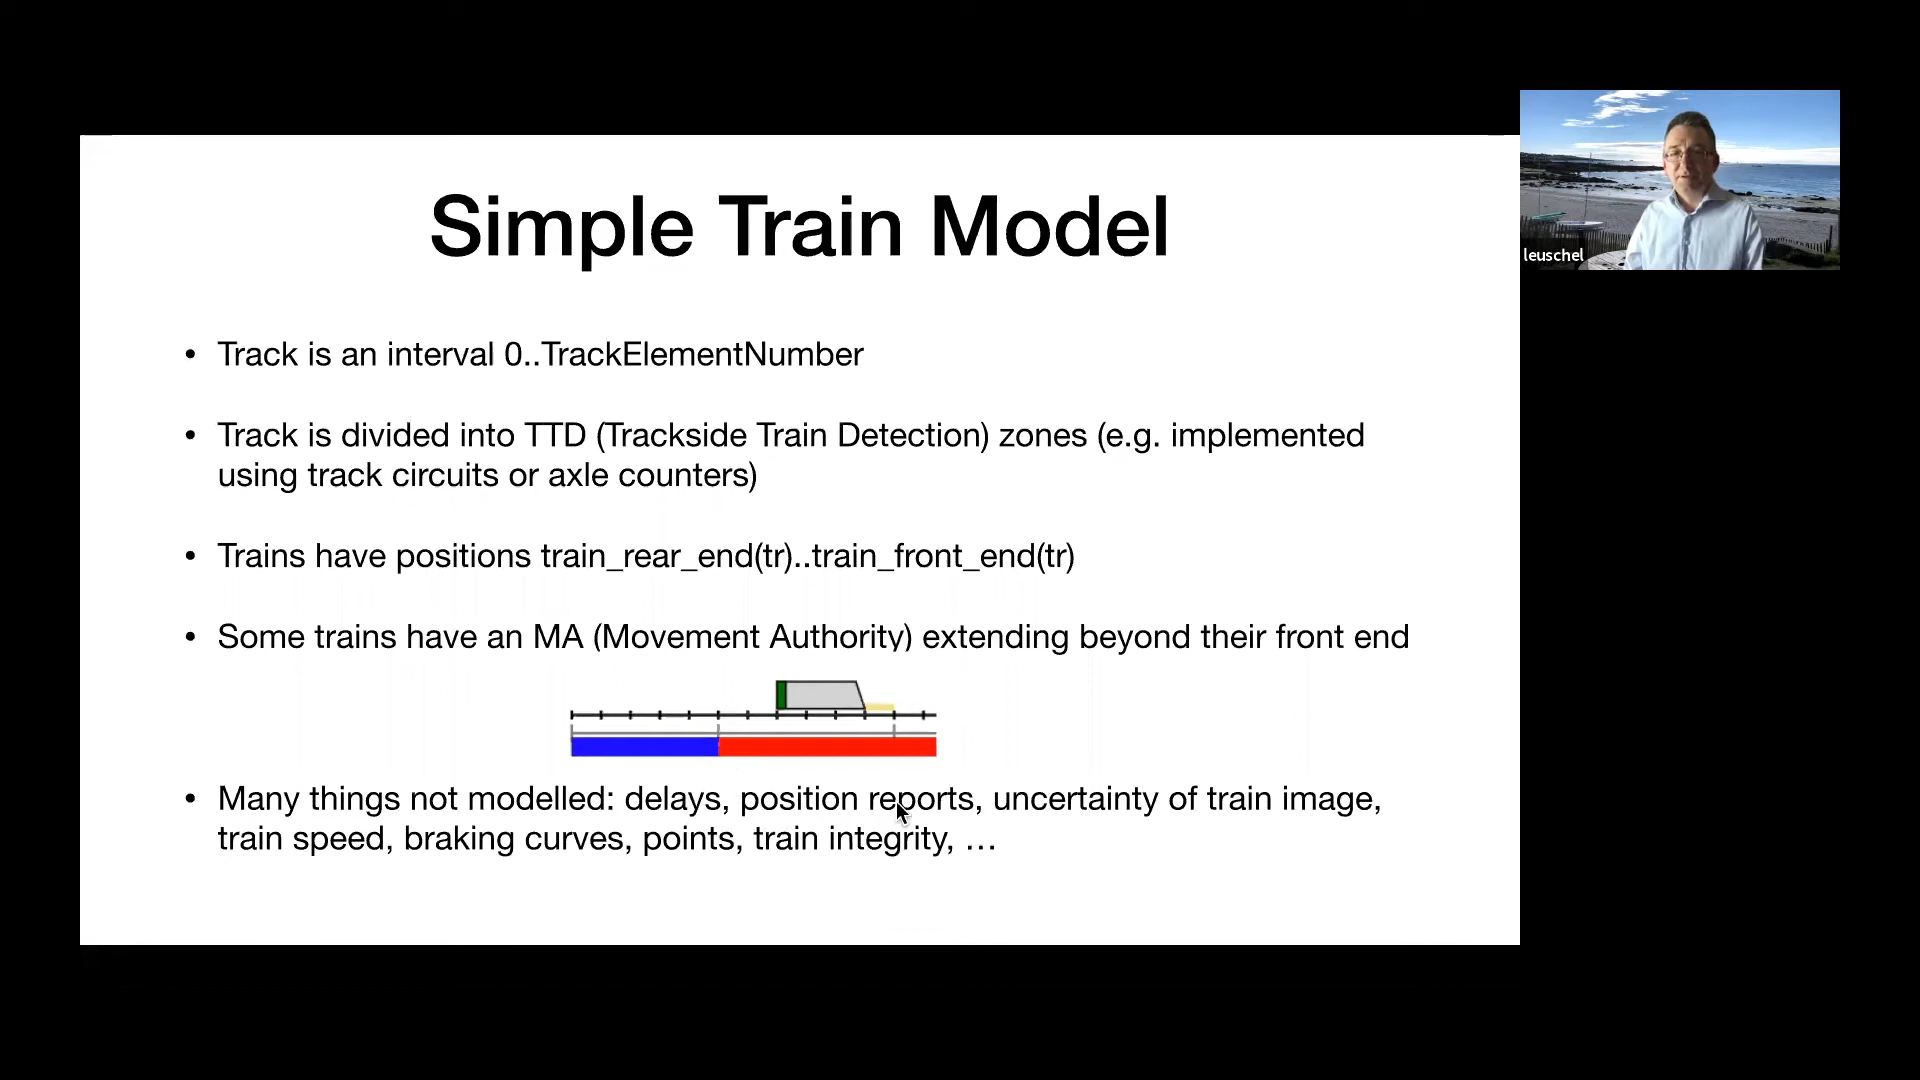 Simple Train Model
leuschel
• Track is an interval 0..TrackElementNumber
• Track is divided into TTD (Trackside Train Detection) zones (e.g. implemented
using track circuits or axle counters)
• Trains have positions train_rear_end(tr)..train_front_end(tr)
• Some trains have an MA (Movement Authority) extending beyond their front end
• Many things not modelled: delays, position reports, uncertainty of train image,
train speed, braking curves, points, train integrity, …